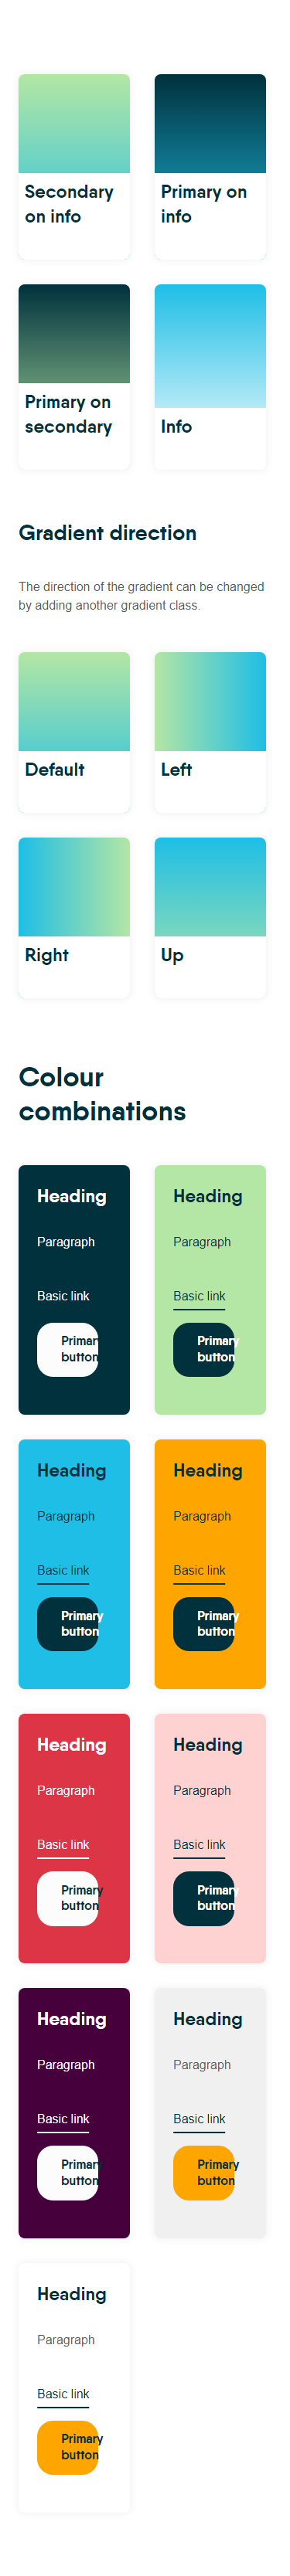 Secondary
on info
Primary on
info
Primary on
secondary
Info
Gradient direction
The direction of the gradient can be changed
by adding another gradient class.
Default
Left
Right
Up
Colour
combinations
Heading
Paragraph
Basic link
Primary
button
Heading
Paragraph
Basic link
Primary
button
Heading
Paragraph
Basic link
Primary
button
Heading
Paragraph
Basic link
Primary
button
Heading
Paragraph
Basic link
Primary
button
Heading
Paragraph
Basic link
Primary
button
Heading
Paragraph
Basic link
Primary
button
Heading
Paragraph
Basic link
Primary
button
Heading
Paragraph
Basic link
Primary
button